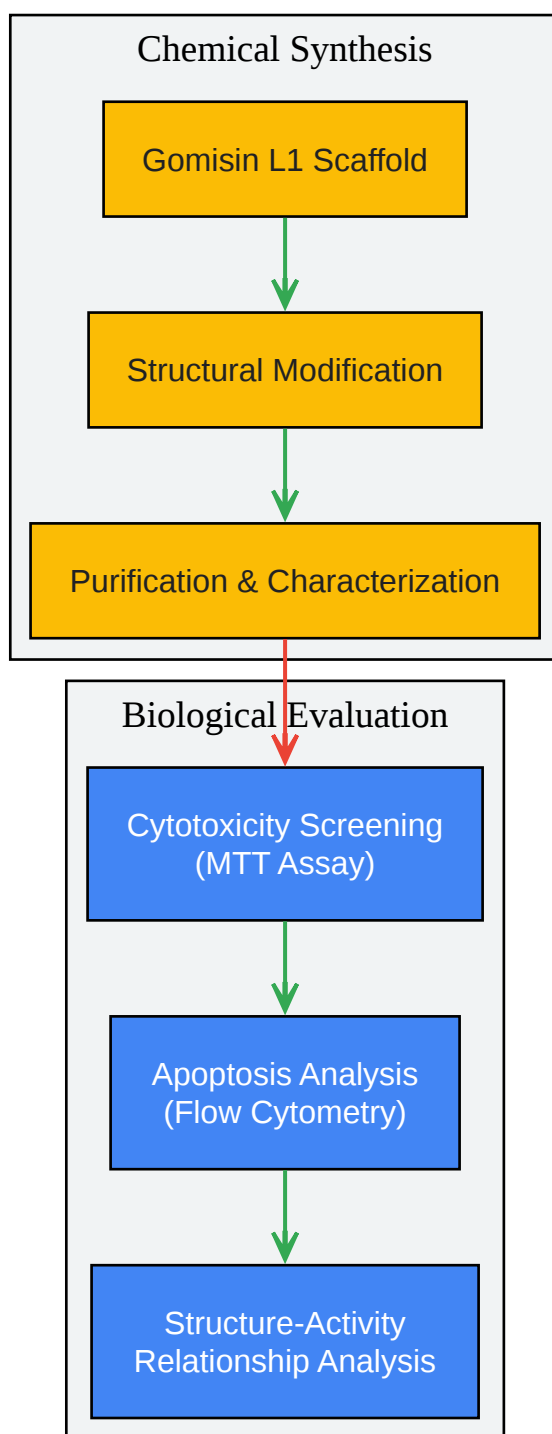 Chemical Synthesis
Gomisin L1 Scaffold
Structural Modification
Purification & Characterization
Biological Evaluation
Cytotoxicity Screening
(MTT Assay)
Apoptosis Analysis
(Flow Cytometry)
Structure-Activity
Relationship Analysis